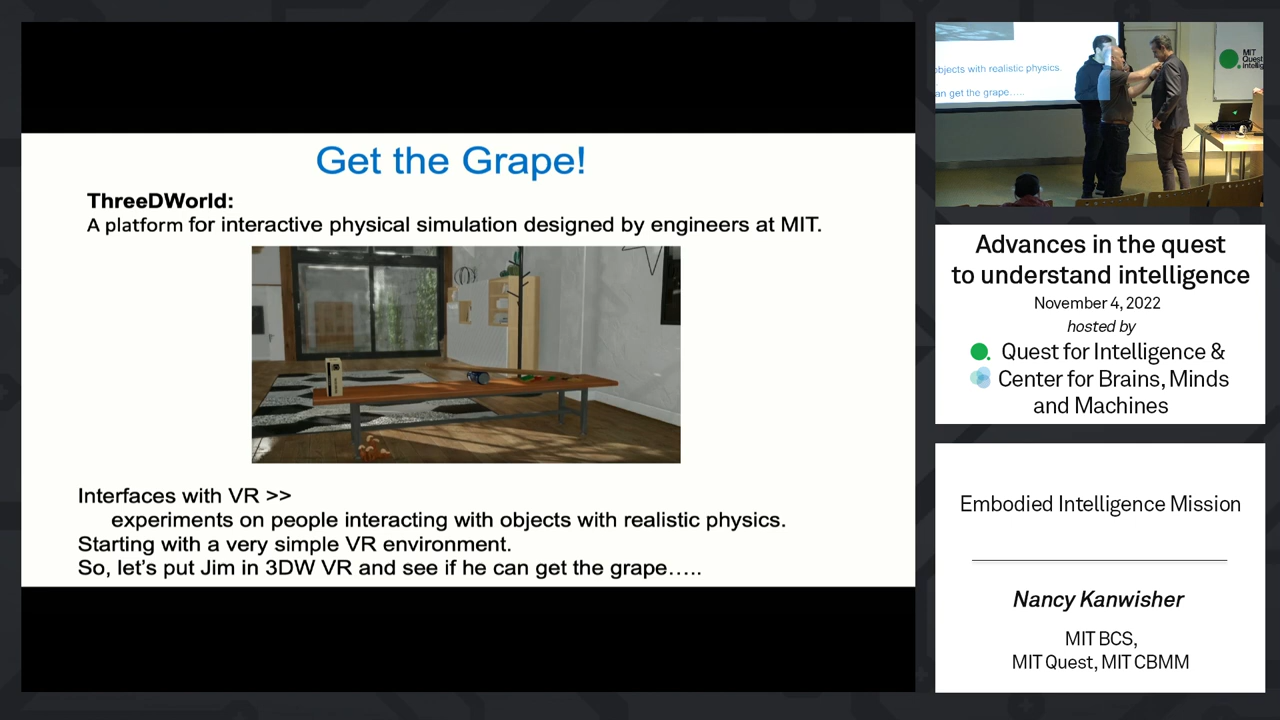 Get the Grape!
ThreeDWorld:
A platform for interactive physical simulation designed by engineers at MIT.
Interfaces with VR >>
experiments on people interacting with objects with realistic physics.
Starting with a very simple VR environment.
So, let's put Jim in 3DW VR and see if he can get the grape.....
objects with realistic physics.
an get the grape.....
MIT
Quest
Intellig
Advances in the quest
to understand intelligence
November 4, 2022
hosted by
Quest for Intelligence &
Center for Brains, Minds
and Machines
Embodied Intelligence Mission
Nancy Kanwisher
MIT BCS,
MIT Quest, MIT CBMM